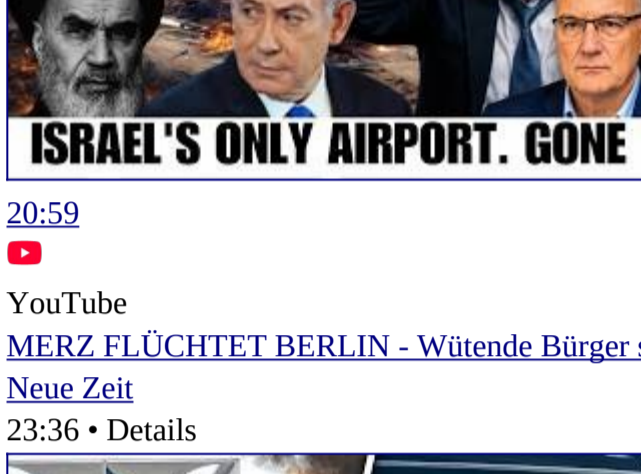 ISRAEL'S ONLY AIRPORT. GONE
20:59
YouTube
MERZ FLÜCHTET BERLIN - Wütende Bürger
Neue Zeit
23:36 • Details